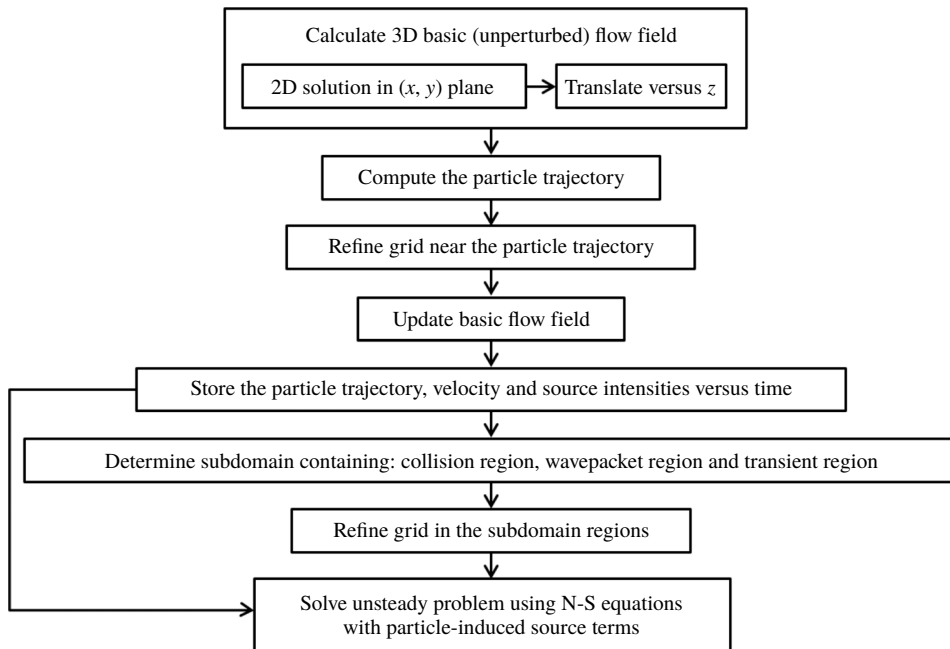 Calculate 3D basic (unperturbed) flow field
2D solution in (x, y) plane
Translate versus z
Compute the particle trajectory
Refine grid near the particle trajectory
Update basic flow field
Store the particle trajectory, velocity and source intensities versus time
Determine subdomain containing: collision region, wavepacket region and transient region
Refine grid in the subdomain regions
Solve unsteady problem using N-S equations
with particle-induced source terms